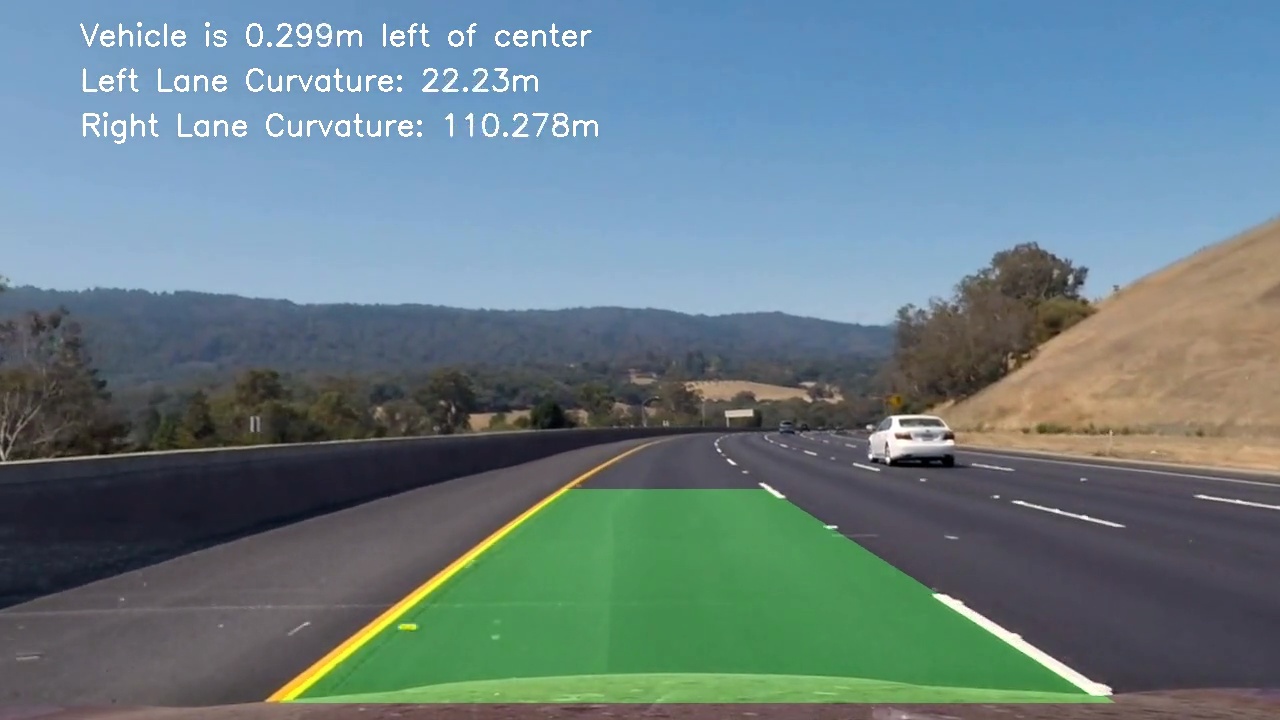 Vehicle is 0.299m left of center
Left Lane Curvature: 22.23m
Right Lane Curvature: 110.278m